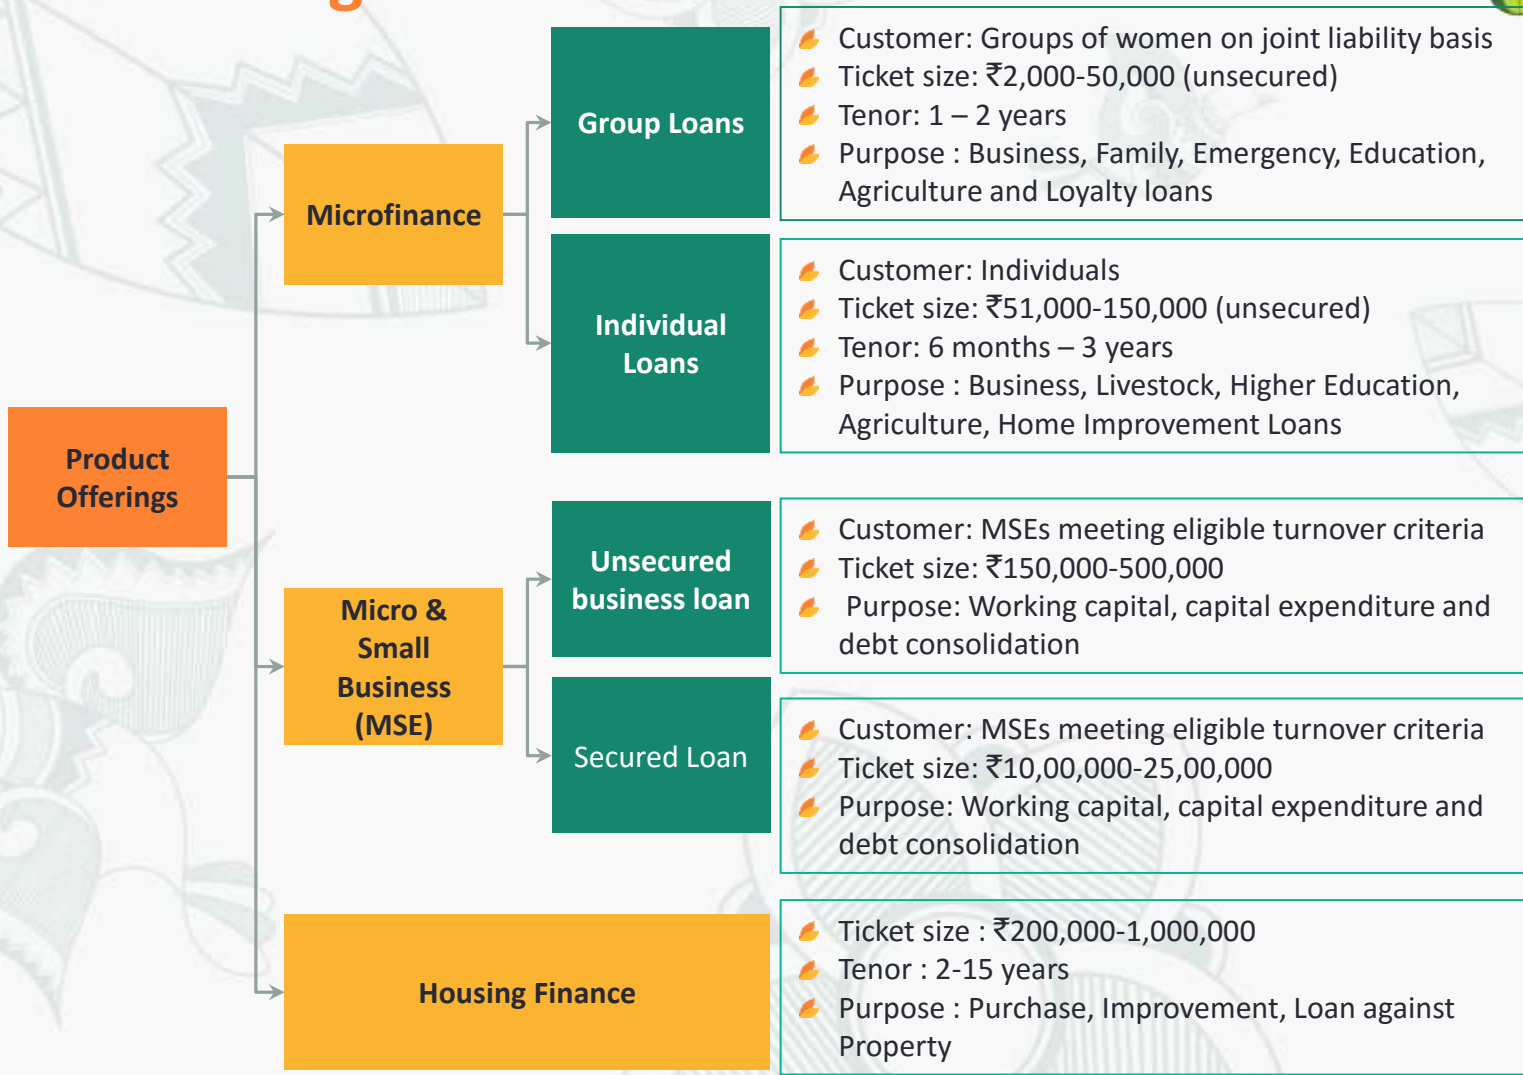 Product
Offerings
Microfinance
Group Loans
Customer: Groups of women on joint liability basis
Ticket size: ₹2,000-50,000 (unsecured)
Tenor: 1 – 2 years
Purpose : Business, Family, Emergency, Education,
Agriculture and Loyalty loans
Individual
Loans
Customer: Individuals
Ticket size: ₹51,000-150,000 (unsecured)
Tenor: 6 months – 3 years
Purpose : Business, Livestock, Higher Education,
Agriculture, Home Improvement Loans
Micro &
Small
Business
(MSE)
Unsecured
business loan
Customer: MSEs meeting eligible turnover criteria
Ticket size: ₹150,000-500,000
Purpose: Working capital, capital expenditure and
debt consolidation
Secured Loan
Customer: MSEs meeting eligible turnover criteria
Ticket size: ₹10,00,000-25,00,000
Purpose: Working capital, capital expenditure and
debt consolidation
Housing Finance
Ticket size : ₹200,000-1,000,000
Tenor : 2-15 years
Purpose : Purchase, Improvement, Loan against
Property